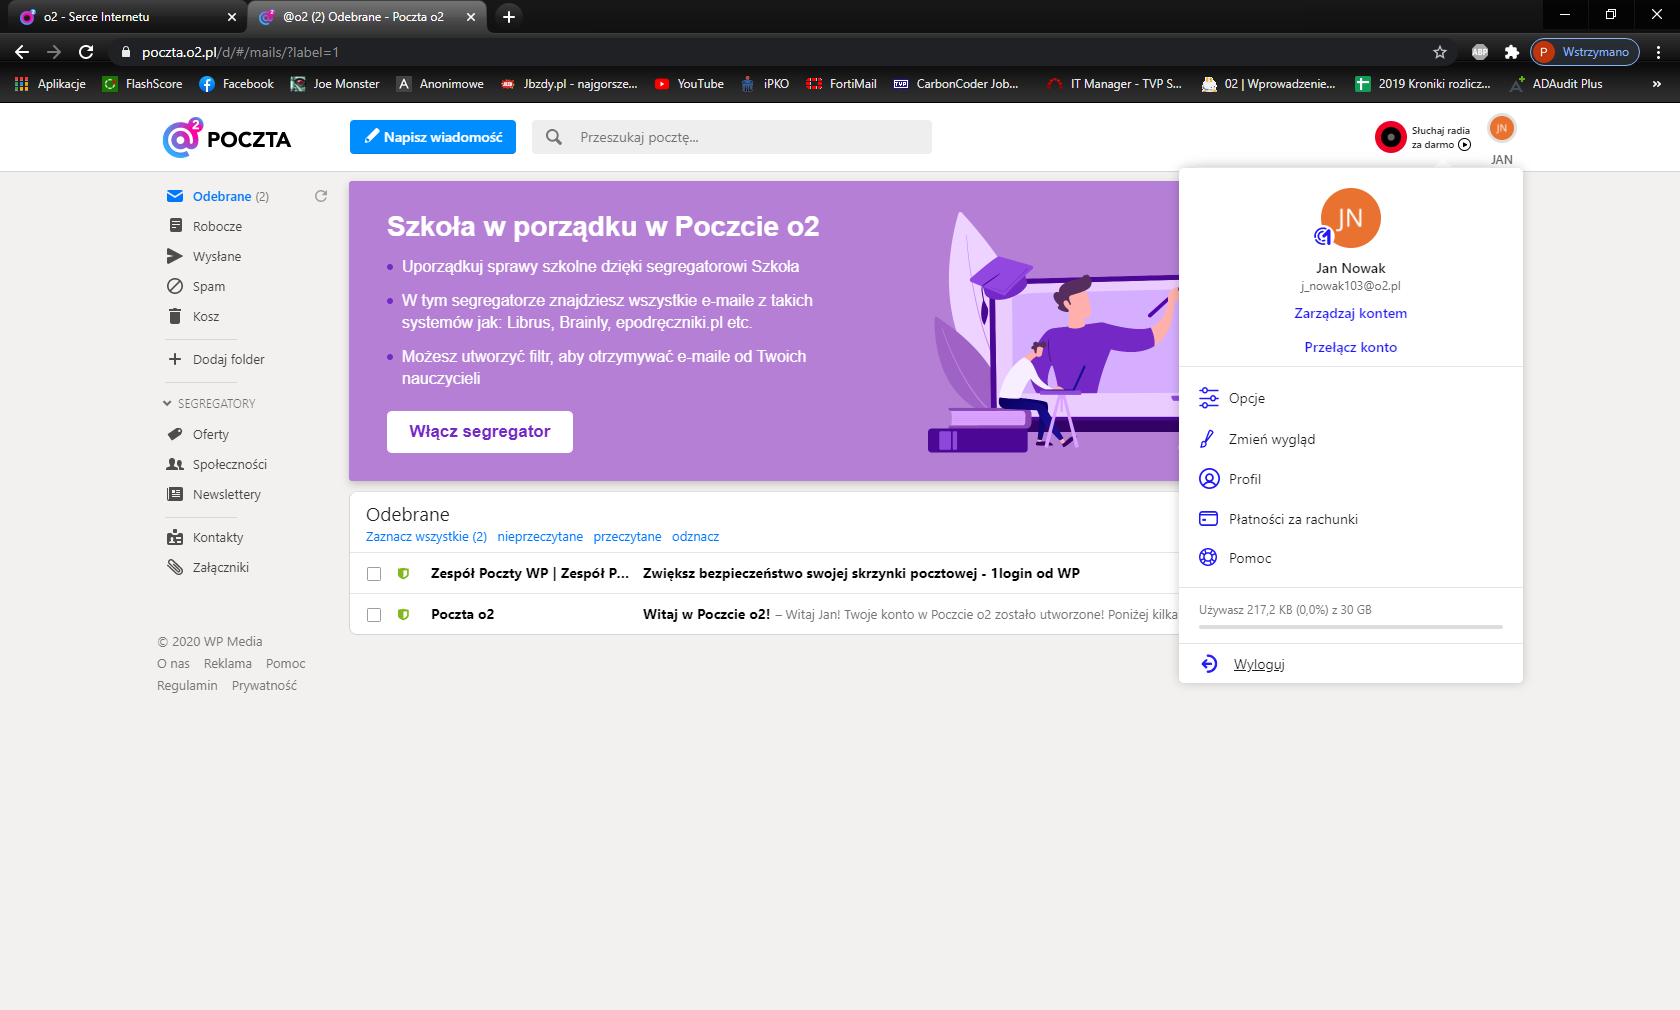 o2 - Serce Internetu
@o2 (2) Odebrane - Poczta o2
poczta.o2.pl/d/#/mails/?label=1
ABP
P Wstrzymano
Aplikacje
FlashScore
Facebook
Joe Monster
A Anonimowe
Jbzdy.pl - najgorsze...
YouTube
iPKO
FortiMail
CarbonCoder Job...
IT Manager - TVP S...
02 | Wprowadzenie...
2019 Kroniki rozlicz...
ADAudit Plus
»
@2 POCZTA
Napisz wiadomość
Przeszukaj pocztę...
Słuchaj radia
za darmo
JN
JAN
Odebrane (2)
Robocze
Wysłane
Spam
Kosz
Dodaj folder
SEGREGATORY
Oferty
Społeczności
Newslettery
Kontakty
Załączniki
© 2020 WP Media
O nas Reklama Pomoc
Regulamin Prywatność
Szkoła w porządku w Poczcie o2
• Uporządkuj sprawy szkolne dzięki segregatorowi Szkoła
• W tym segregatorze znajdziesz wszystkie e-maile z takich
systemów jak: Librus, Brainly, epodręczniki.pl etc.
• Możesz utworzyć filtr, aby otrzymywać e-maile od Twoich
nauczycieli
Włącz segregator
Odebrane
Zaznacz wszystkie (2) nieprzeczytane przeczytane odznacz
Zespół Poczty WP | Zespół P... Zwiększ bezpieczeństwo swojej skrzynki pocztowej - 1login od WP
Poczta o2 Witaj w Poczcie o2! – Witaj Jan! Twoje konto w Poczcie o2 zostało utworzone! Poniżej kilka
JN
Jan Nowak
j_nowak103@o2.pl
Zarządzaj kontem
Przełącz konto
Opcje
Zmień wygląd
Profil
Płatności za rachunki
Pomoc
Używasz 217,2 KB (0,0%) z 30 GB
Wyloguj